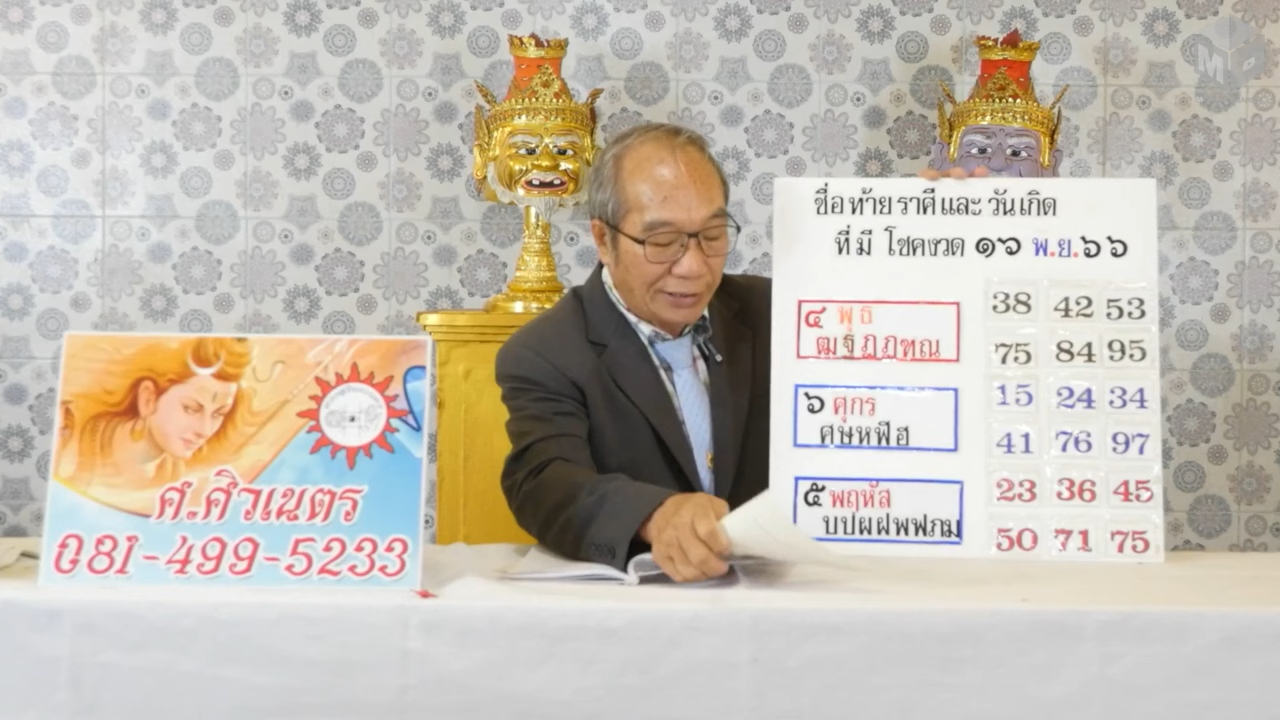 ศ.ศิวเนตร
081-499-5233
ชื่อ ท้าย ราศี และ วัน เกิด
ที่ มี โชค งวด ๑๖ พ.ย.๖๖
๔ พุธ
ฒฐฎฏฑณ
38 42 53
75 84 95
๖ ศุกร
ศษหฬฮ
15 24 34
41 76 97
๕ พฤหัส
บปผฝพฟภม
23 36 45
50 71 75